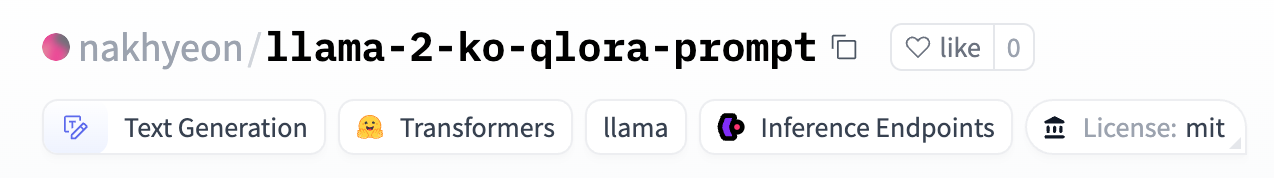 nakhyeon/llama-2-ko-qlora-prompt like 0
Text Generation Transformers llama Inference Endpoints License: mit